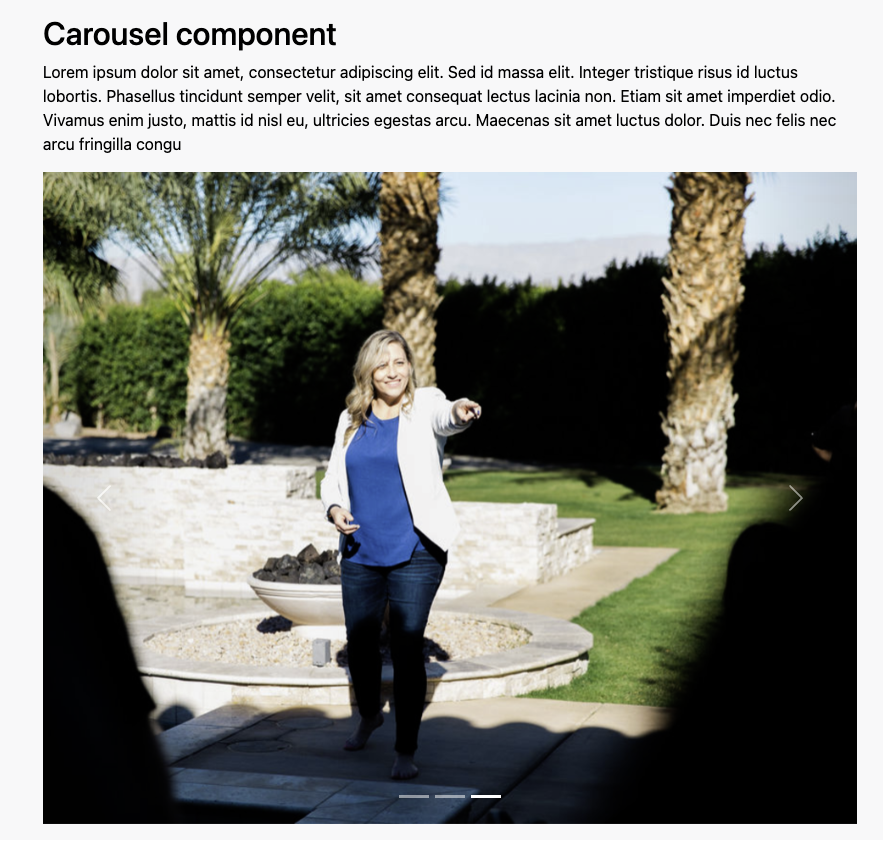 Carousel component
Lorem ipsum dolor sit amet, consectetur adipiscing elit. Sed id massa elit. Integer tristique risus id luctus
lobortis. Phasellus tincidunt semper velit, sit amet consequat lectus lacinia non. Etiam sit amet imperdiet odio.
Vivamus enim justo, mattis id nisl eu, ultricies egestas arcu. Maecenas sit amet luctus dolor. Duis nec felis nec
arcu fringilla congu